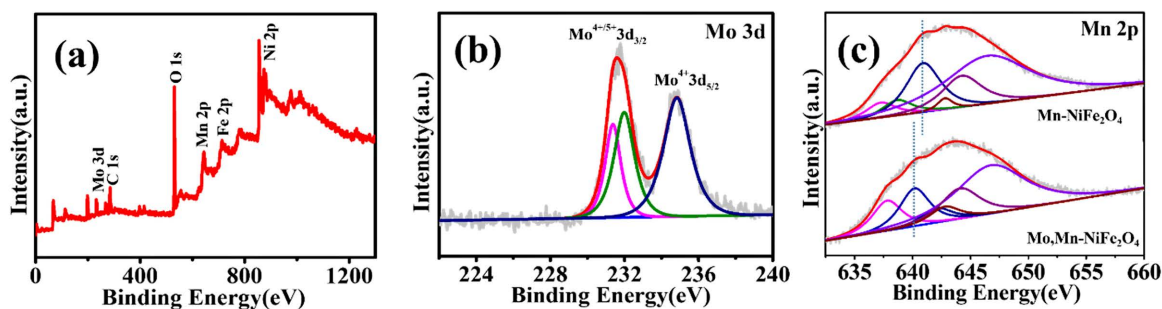 (a)
Intensity(a.u.)
Mo 3d
C 1s
O 1s
Mn 2p
Fe 2p
Ni 2p
0 400 800 1200
Binding Energy(eV)
(b)
Mo 3d
Intensity(a.u.)
Mo⁴⁺/⁵⁺3d₃/₂
Mo⁴⁺3d₅/₂
224 228 232 236 240
Binding Energy(eV)
(c)
Mn 2p
Intensity(a.u.)
Mn-NiFe₂O₄
Mo,Mn-NiFe₂O₄
635 640 645 650 655 660
Binding Energy(eV)